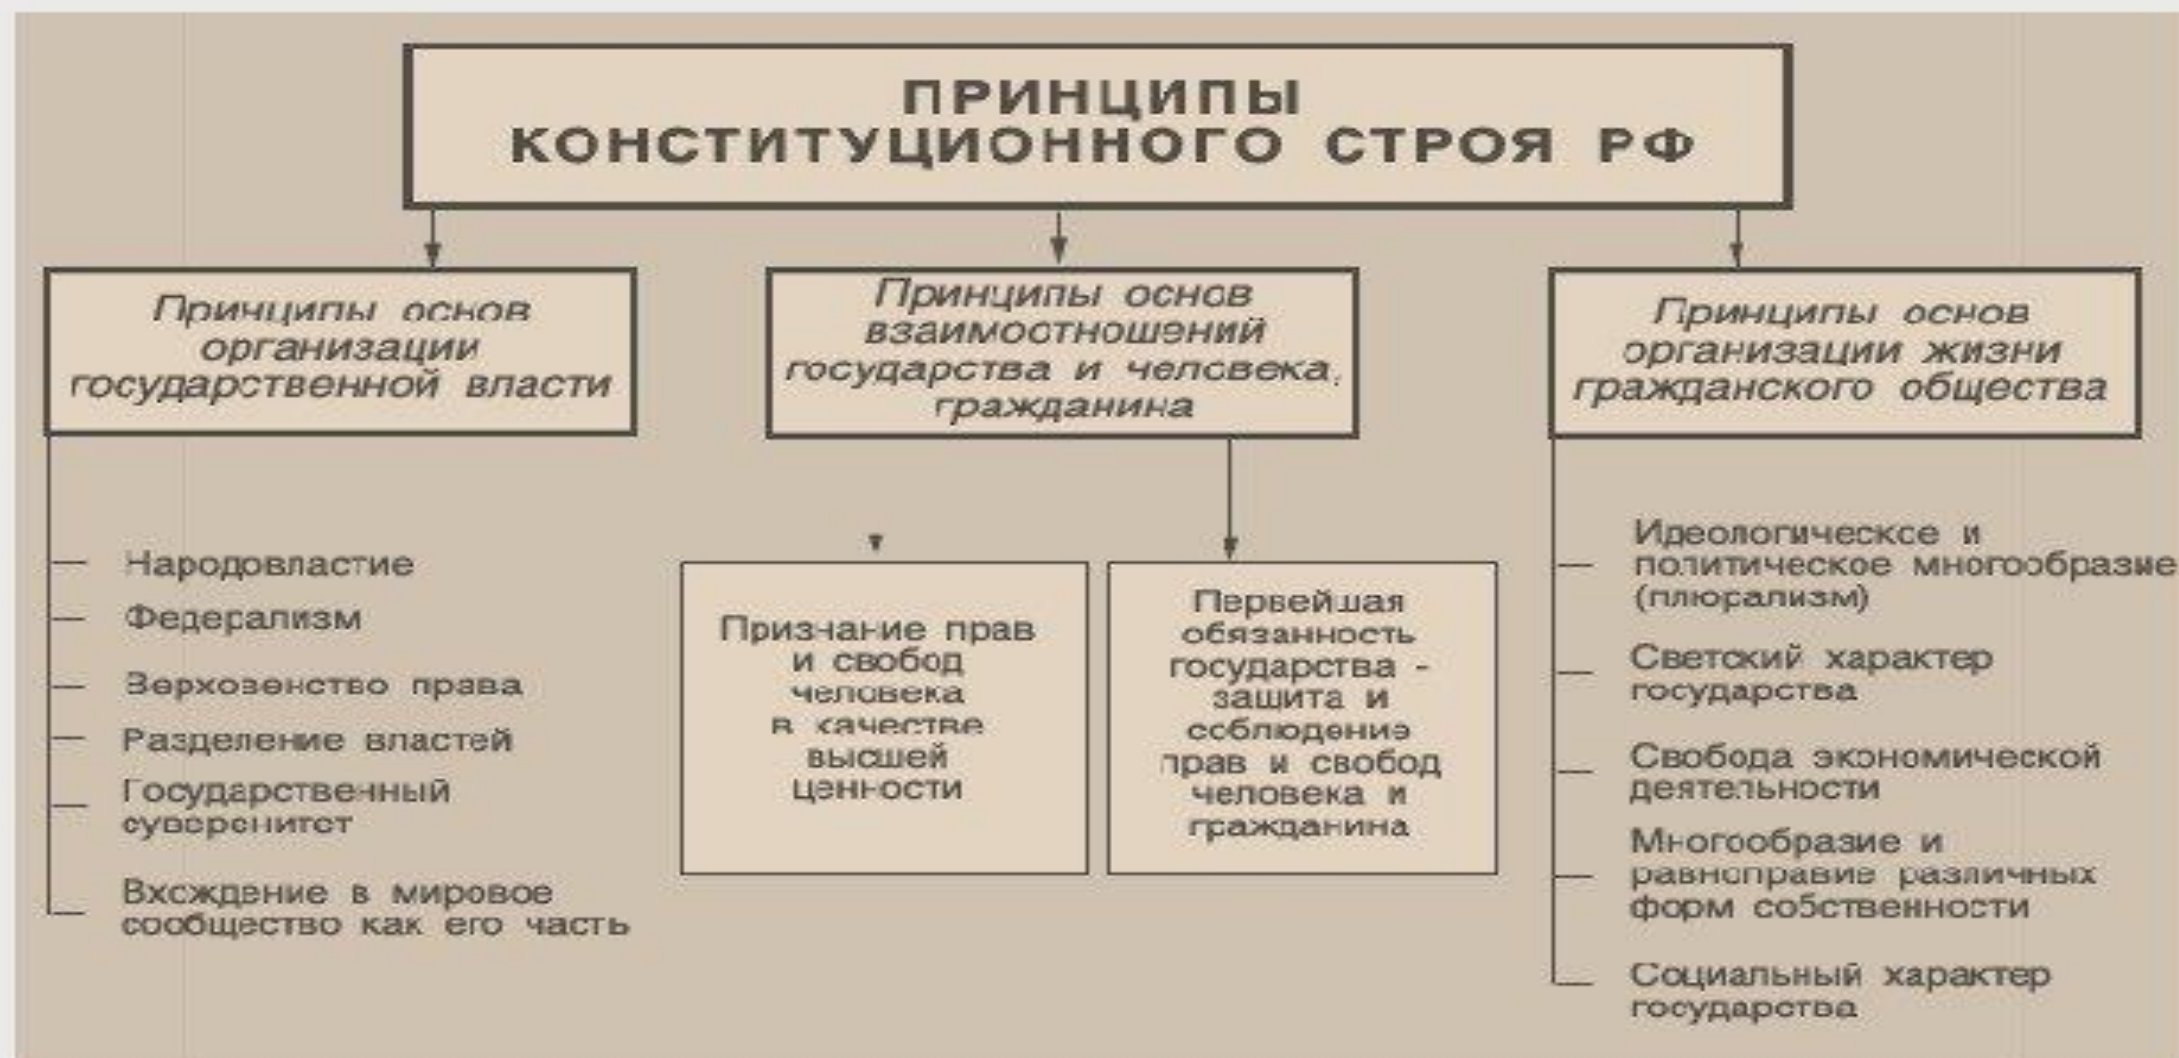 ПРИНЦИПЫ
КОНСТИТУЦИОННОГО СТРОЯ РФ
Принципы основ
организации
государственной власти
Принципы основ
взаимоотношений
государства и человека,
гражданина
Принципы основ
организации жизни
гражданского общества
Народовластие
Федерализм
Верховенство права
Разделение властей
Государственный
суверенитет
Вхождение в мировое
сообщество как его часть
Признание прав
и свобод
человека
в качестве
высшей
ценности
Первейшая
обязанность
государства -
защита и
соблюдение
прав и свобод
человека и
гражданина
Идеологическое и
политическое многообразие
(плюрализм)
Светский характер
государства
Свобода экономической
деятельности
Многообразие и
равноправие различных
форм собственности
Социальный характер
государства